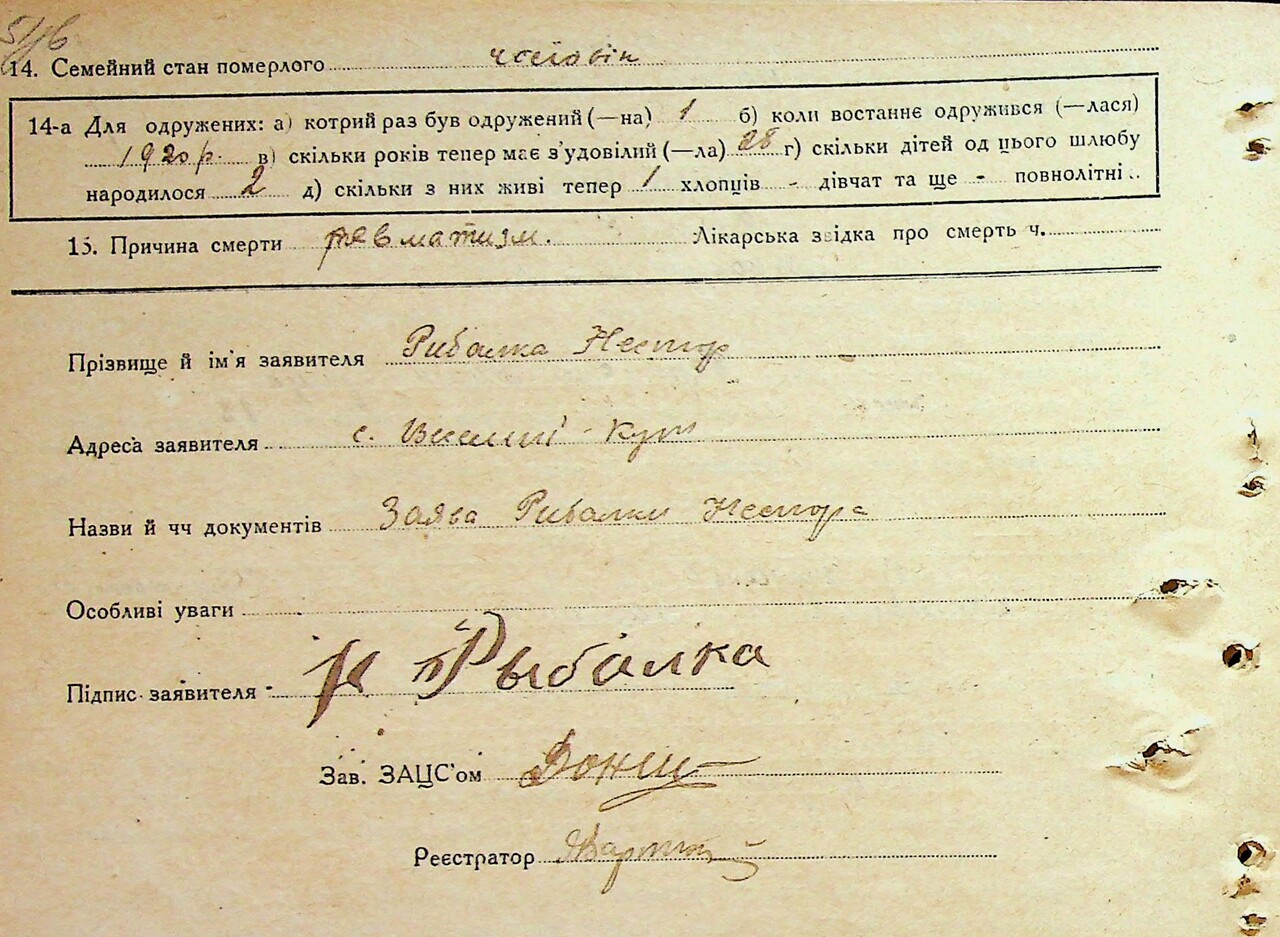 14. Семейний стан померлого чоловін
14-а Для одружених: а) котрий раз був одружений (—на) 1 б) коли востаннє одружився (—лася)
1920 р. в) скільки років тепер має з'удовілий (—ла) 28 г) скільки дітей од цього шлюбу
народилося 2 д) скільки з них живі тепер 1 хлопців - дівчат та ще - повнолітні
15. Причина смерти ревматизм. Лікарська звідка про смерть ч.
Прізвище й ім'я заявителя Рибалка Нестор
Адреса заявителя с. Кут
Назви й чч документів Заява Рибалки Нестора
Особливі уваги
Підпис заявителя Рыбалка
Зав. ЗАЦС'ом
Реєстратор